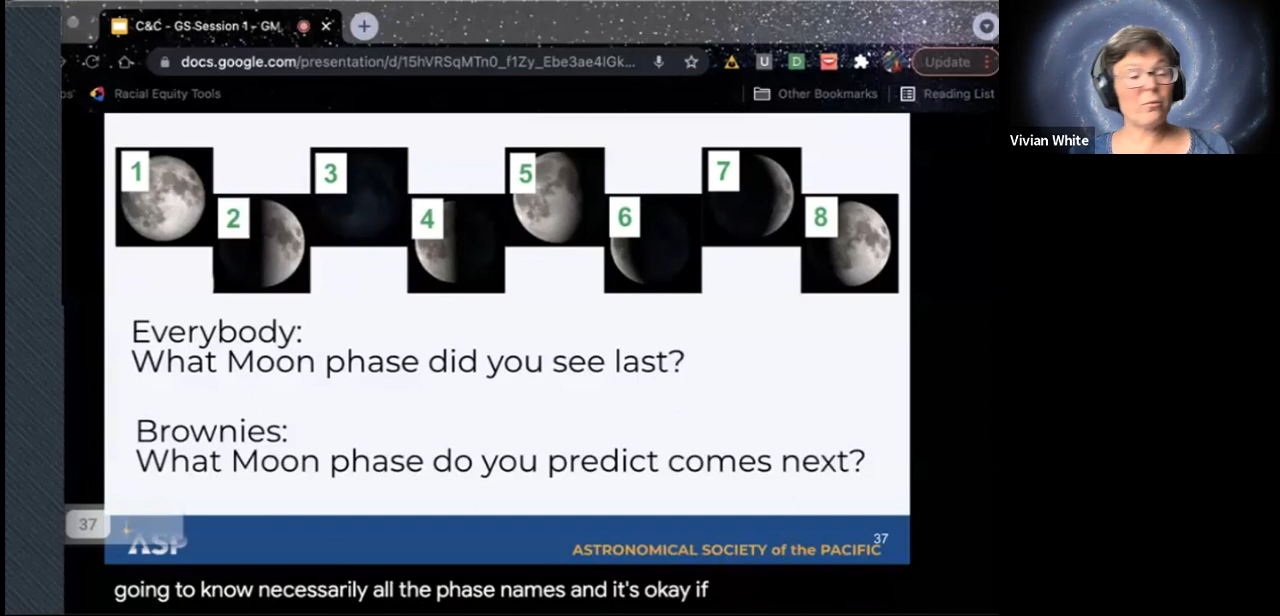 C&C - GS Session 1 - GM
docs.google.com/presentation/d/15hVRSqMTn0_f1Zy_Ebe3ae4IGk...
U
D
Update
Racial Equity Tools
Other Bookmarks
Reading List
Vivian White
1
2
3
4
5
6
7
8
Everybody:
What Moon phase did you see last?
Brownies:
What Moon phase do you predict comes next?
37
ASP
37
ASTRONOMICAL SOCIETY of the PACIFIC
going to know necessarily all the phase names and it's okay if